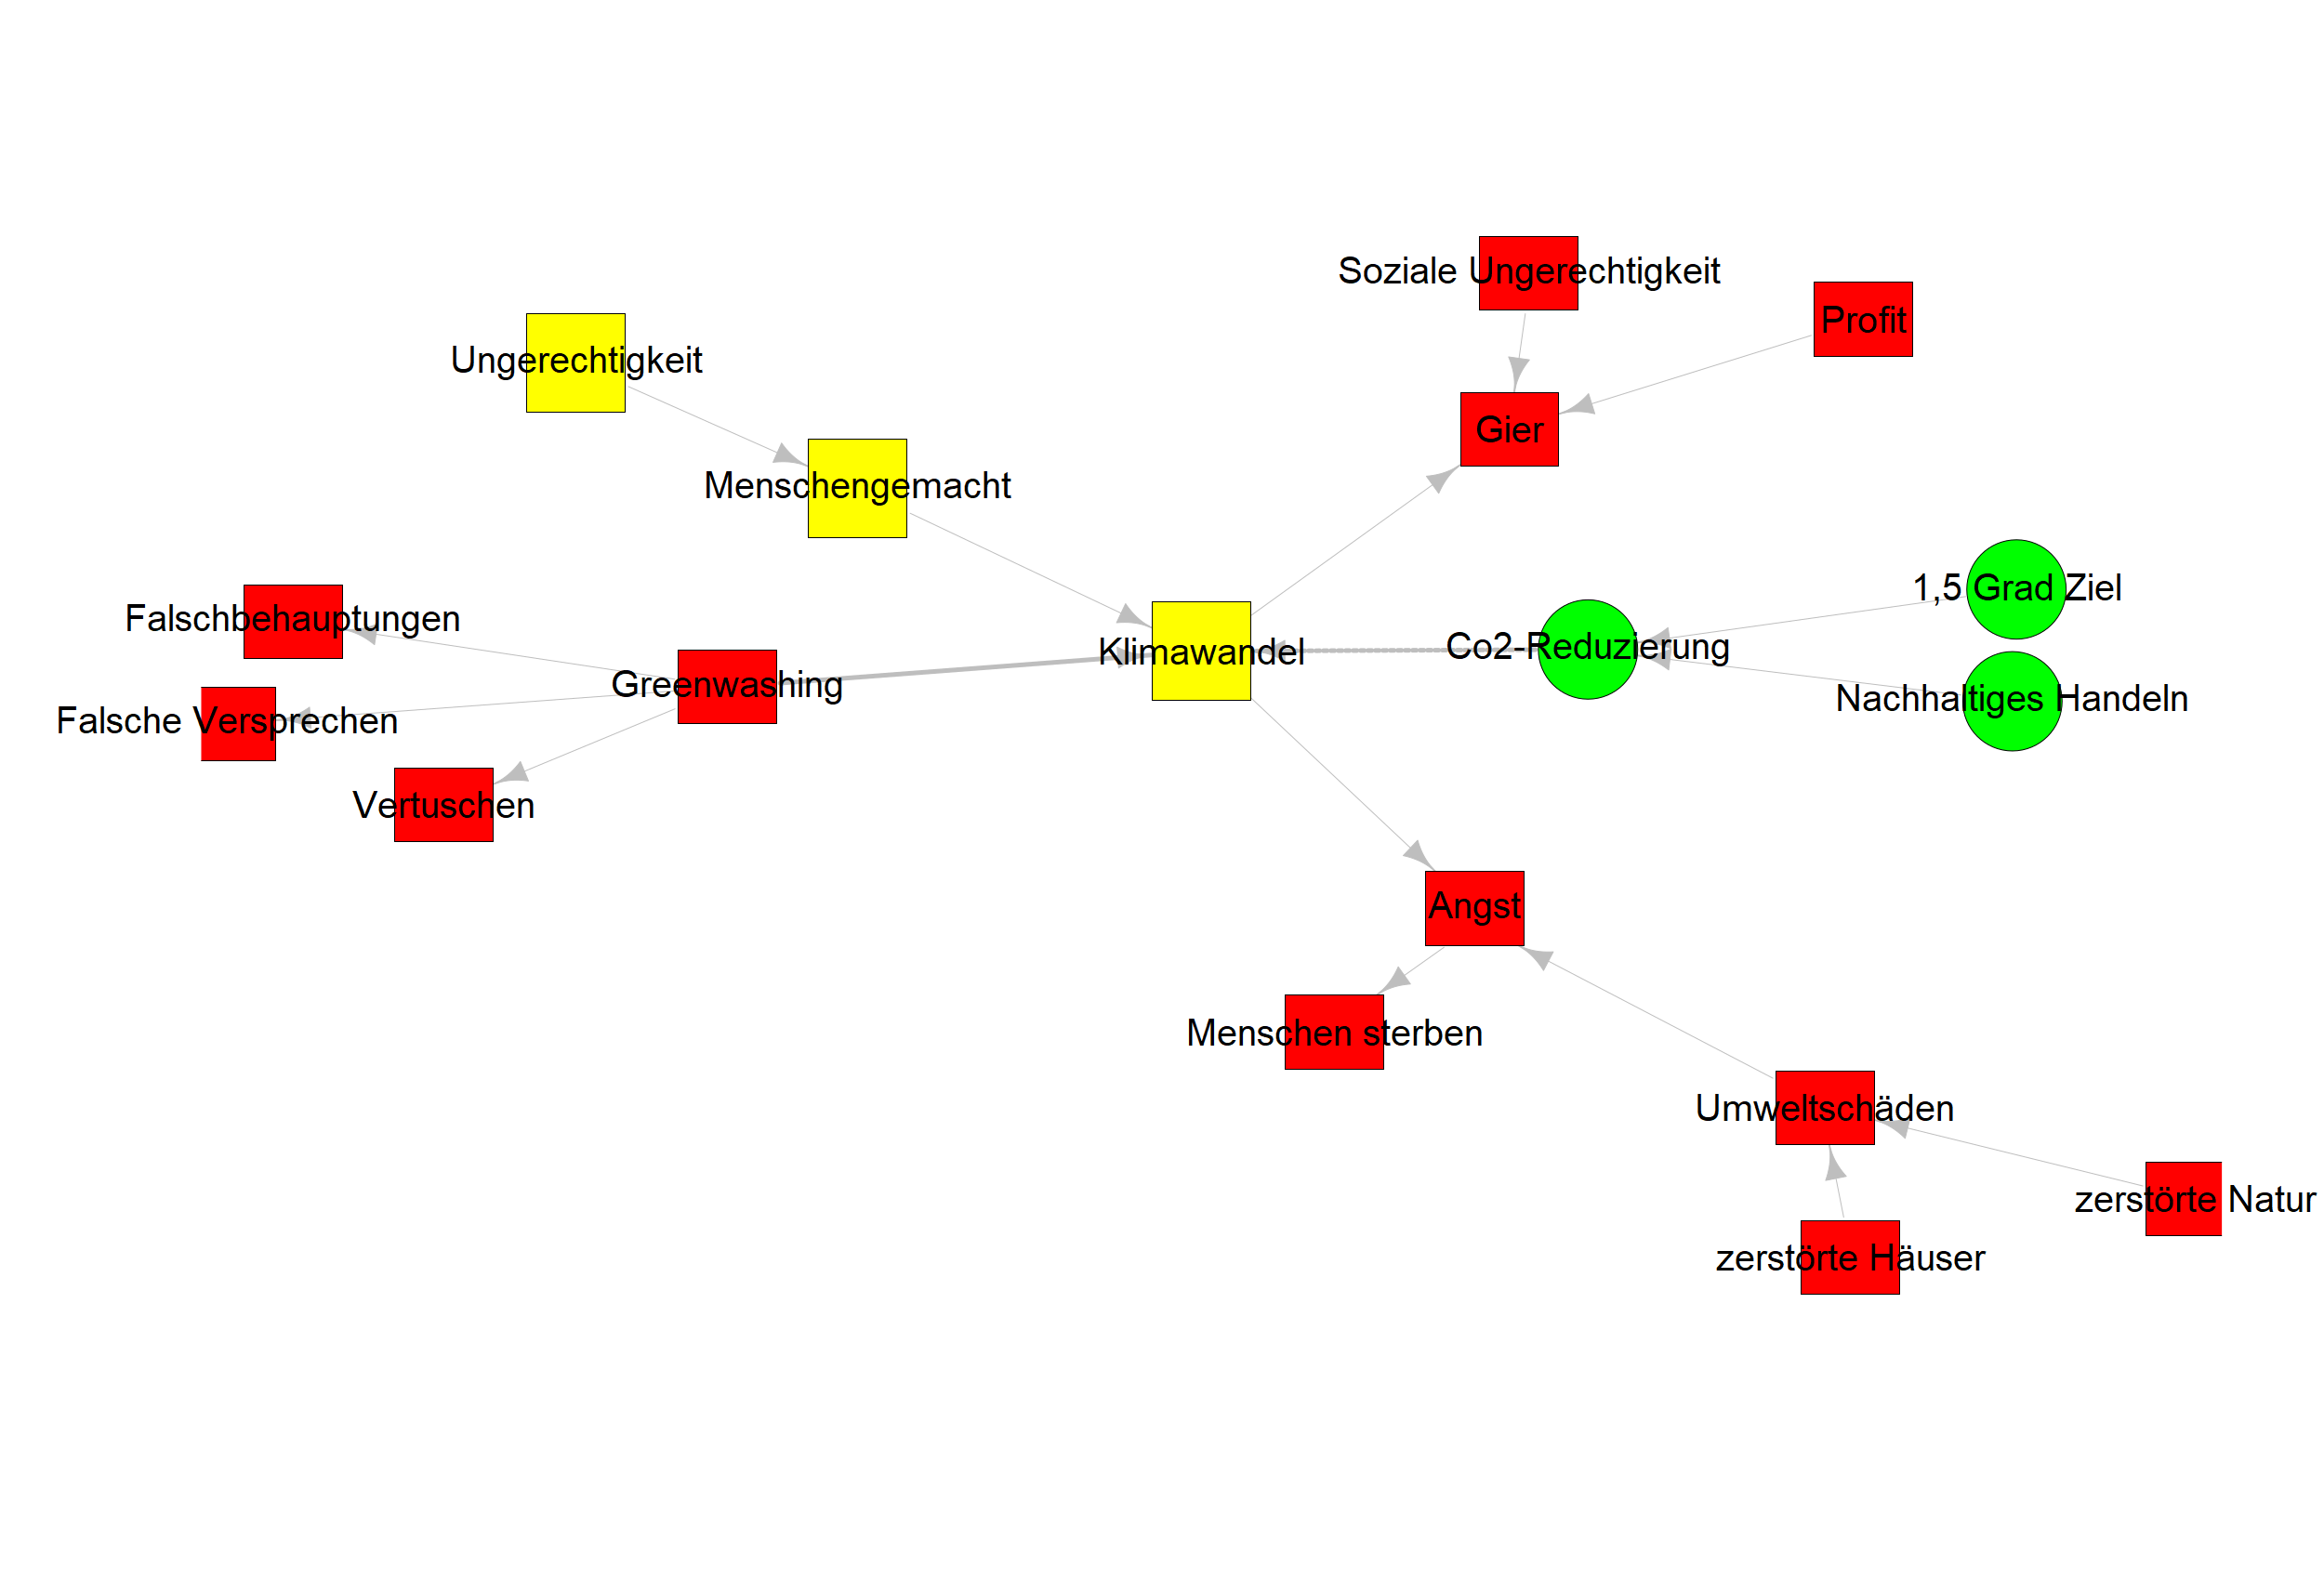 Soziale Ungerechtigkeit
Profit
Ungerechtigkeit
Gier
Menschengemacht
1,5 Grad Ziel
Falschbehauptungen
Klimawandel
Co2-Reduzierung
Greenwashing
Nachhaltiges Handeln
Falsche Versprechen
Vertuschen
Angst
Menschen sterben
Umweltschäden
zerstörte Natur
zerstörte Häuser